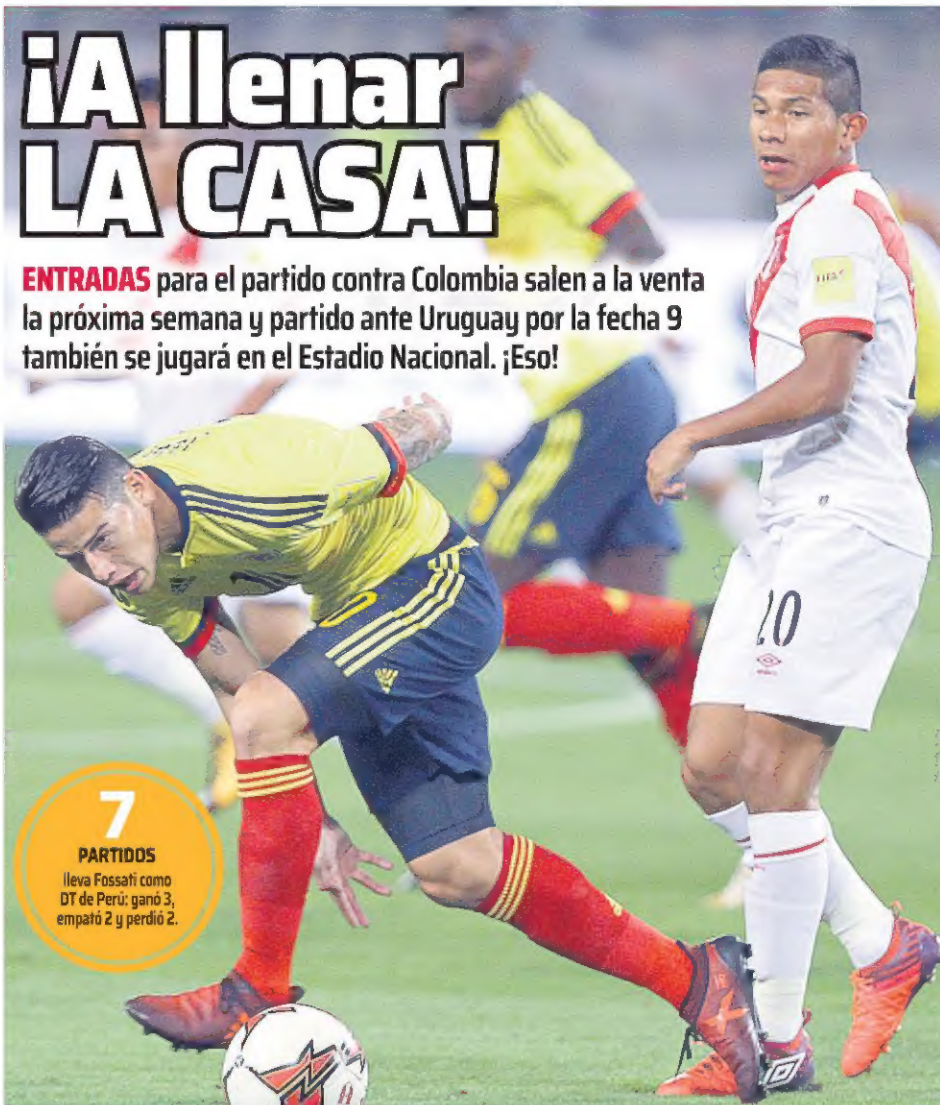 ¡A llenar
LA CASA!
ENTRADAS para el partido contra Colombia salen a la venta
la próxima semana y partido ante Uruguay por la fecha 9
también se jugará en el Estadio Nacional. ¡Eso!
20
7
PARTIDOS
lleva Fossati como
DT de Perú: ganó 3,
empató 2 y perdió 2.